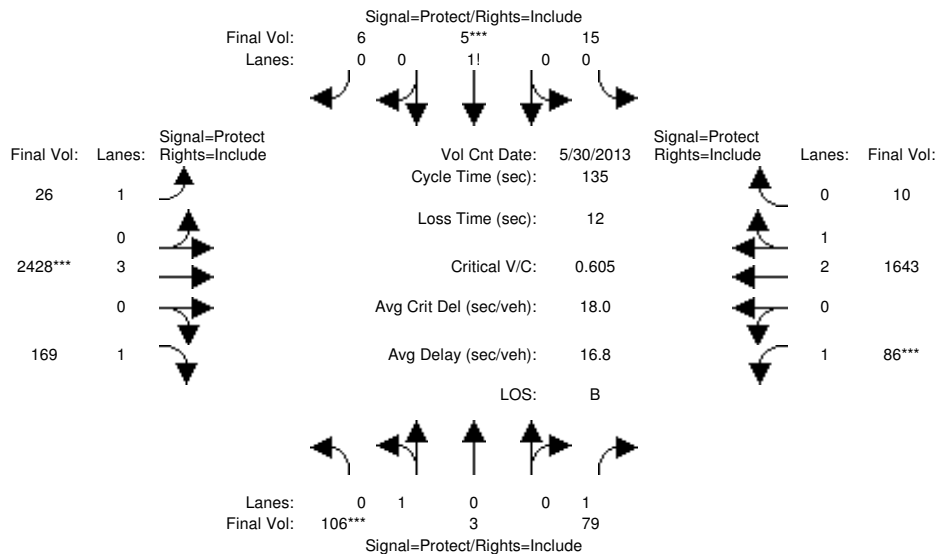 Signal=Protect/Rights=Include
Final Vol: 6 5*** 15
Lanes: 0 0 1! 0 0
Signal=Protect Signal=Protect
Final Vol: Lanes: Rights=Include Vol Cnt Date: 5/30/2013 Rights=Include Lanes: Final Vol:
Cycle Time (sec): 135
26 1 0 10
Loss Time (sec): 12
0 1
2428*** 3 Critical V/C: 0.605 2 1643
0 Avg Crit Del (sec/veh): 18.0 0
169 1 Avg Delay (sec/veh): 16.8 1 86***
LOS: B
Lanes: 0 1 0 0 1
Final Vol: 106*** 3 79
Signal=Protect/Rights=Include